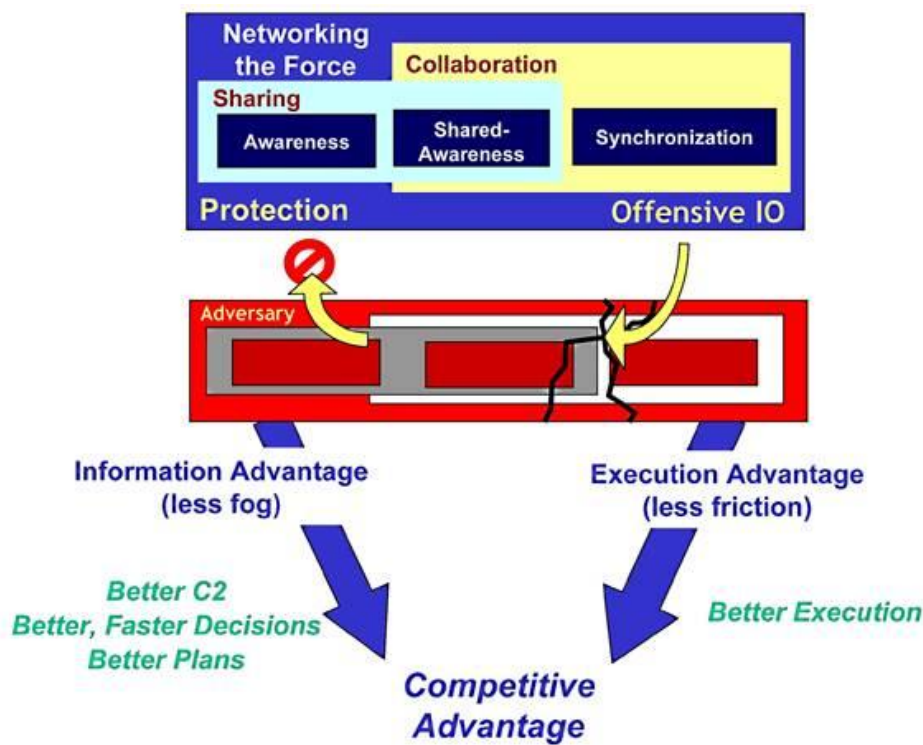 Networking
the Force
Collaboration
Sharing
Awareness
Shared-
Awareness
Synchronization
Protection
Offensive IO
Adversary
Information Advantage
(less fog)
Execution Advantage
(less friction)
Better C2
Better, Faster Decisions
Better Plans
Better Execution
Competitive
Advantage